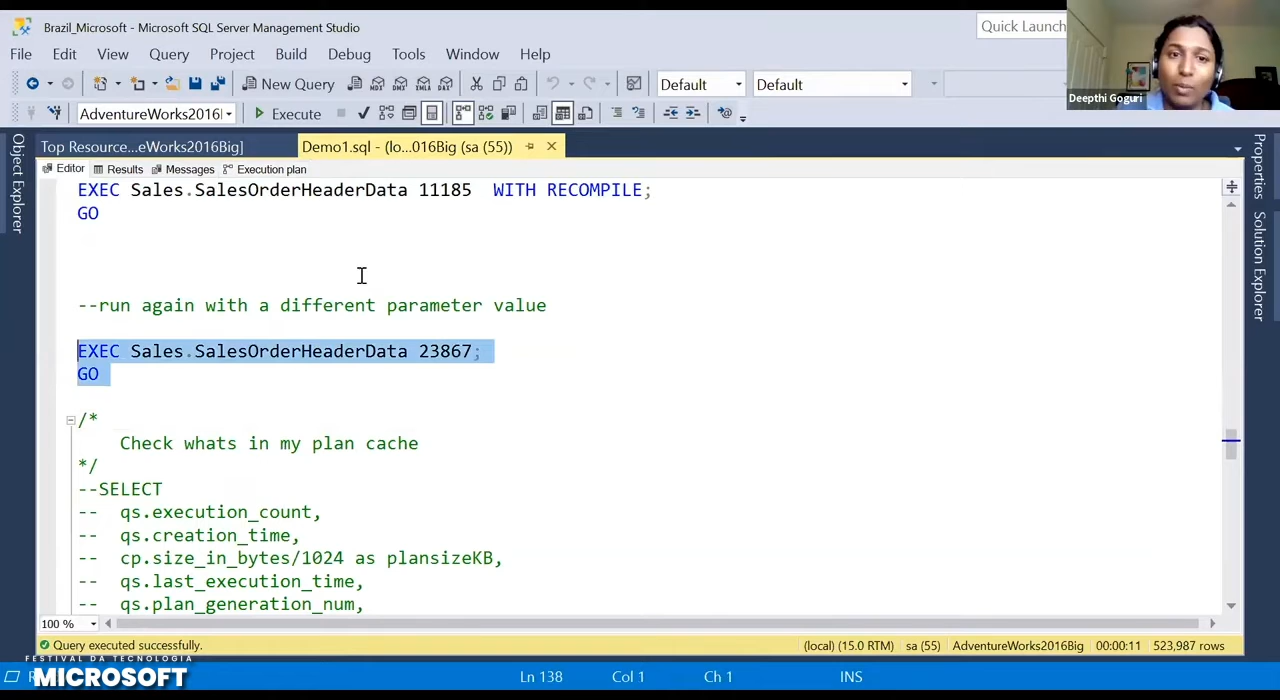 Brazil_Microsoft - Microsoft SQL Server Management Studio
Quick Launch
File Edit View Query Project Build Debug Tools Window Help
New Query
Default Default
AdventureWorks2016I Execute
Deepthi Goguri
Object Explorer
Top Resource...eWorks2016Big] Demo1.sql - (lo...016Big (sa (55))
Editor Results Messages Execution plan
EXEC Sales.SalesOrderHeaderData 11185 WITH RECOMPILE;
GO
--run again with a different parameter value
EXEC Sales.SalesOrderHeaderData 23867;
GO
/*
Check whats in my plan cache
*/
--SELECT
-- qs.execution_count,
-- qs.creation_time,
-- cp.size_in_bytes/1024 as plansizeKB,
-- qs.last_execution_time,
-- qs.plan_generation_num,
Properties
Solution Explorer
100 %
Query executed successfully. (local) (15.0 RTM) sa (55) AdventureWorks2016Big 00:00:11 523,987 rows
FESTIVAL DA TECNOLOGIA
MICROSOFT
Ln 138 Col 1 Ch 1 INS